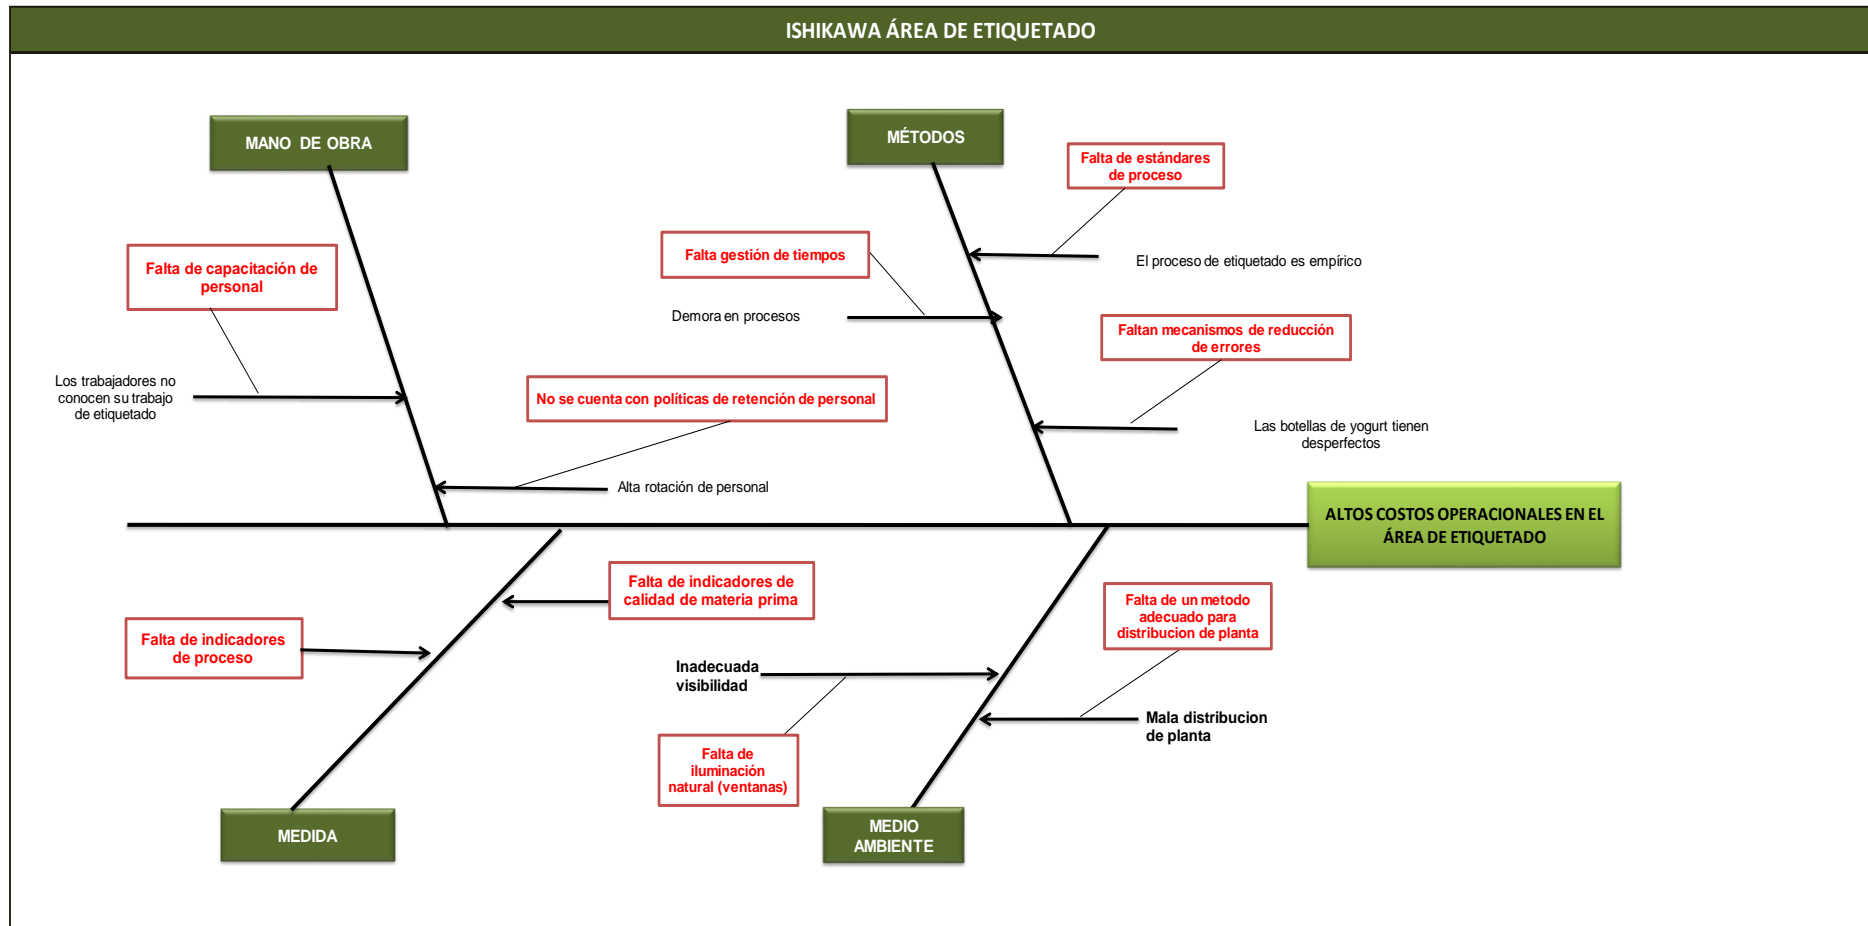 ISHIKAWA ÁREA DE ETIQUETADO
MANO DE OBRA
MÉTODOS
Falta de estándares
de proceso
Falta gestión de tiempos
Falta de capacitación de
personal
El proceso de etiquetado es empírico
Demora en procesos
Faltan mecanismos de reducción
de errores
Los trabajadores no
conocen su trabajo
de etiquetado
No se cuenta con políticas de retención de personal
Las botellas de yogurt tienen
desperfectos
Alta rotación de personal
ALTOS COSTOS OPERACIONALES EN EL
ÁREA DE ETIQUETADO
Falta de indicadores de
calidad de materia prima
Falta de un metodo
adecuado para
distribucion de planta
Falta de indicadores
de proceso
Inadecuada
visibilidad
Mala distribucion
de planta
Falta de
iluminación
natural (ventanas)
MEDIDA
MEDIO
AMBIENTE